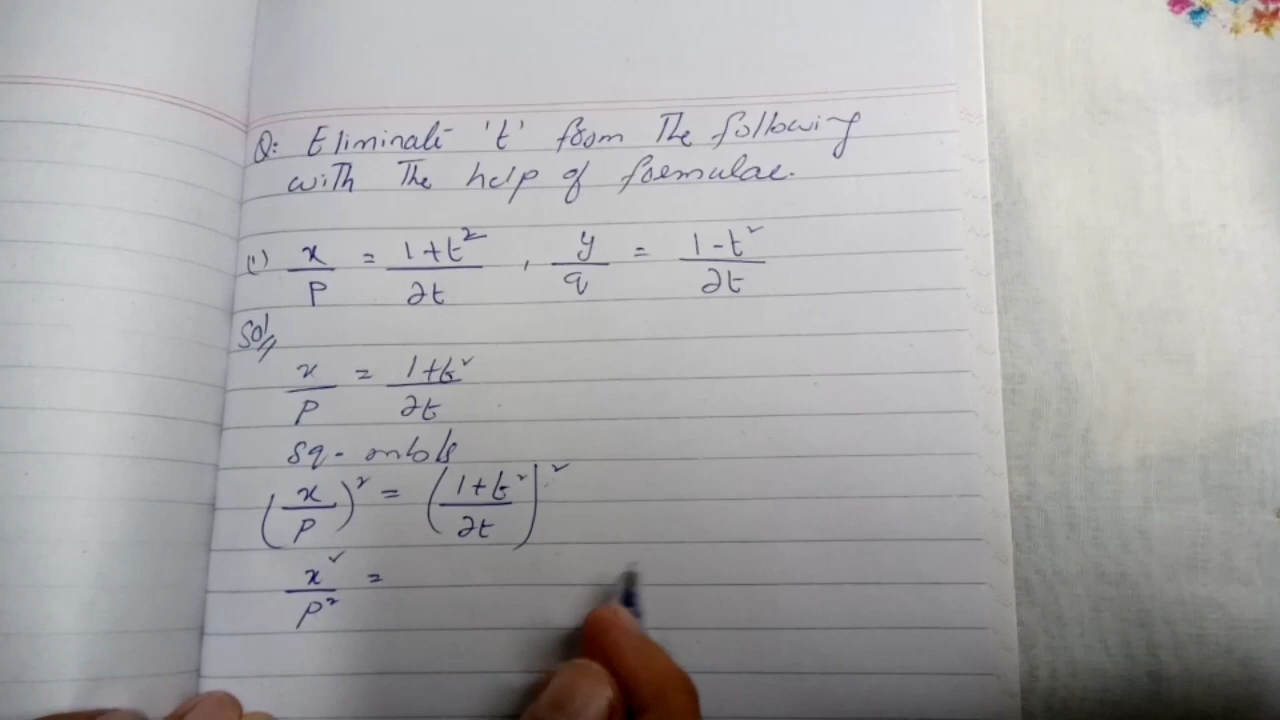 Q: Eliminate 't' from The following
with The help of formulae.
(1) x/p = 1+t²/2t , y/q = 1-t²/2t
Sol
x/p = 1+t²/2t
sq- on b/s
(x/p)² = (1+t²/2t)²
x²/p² =